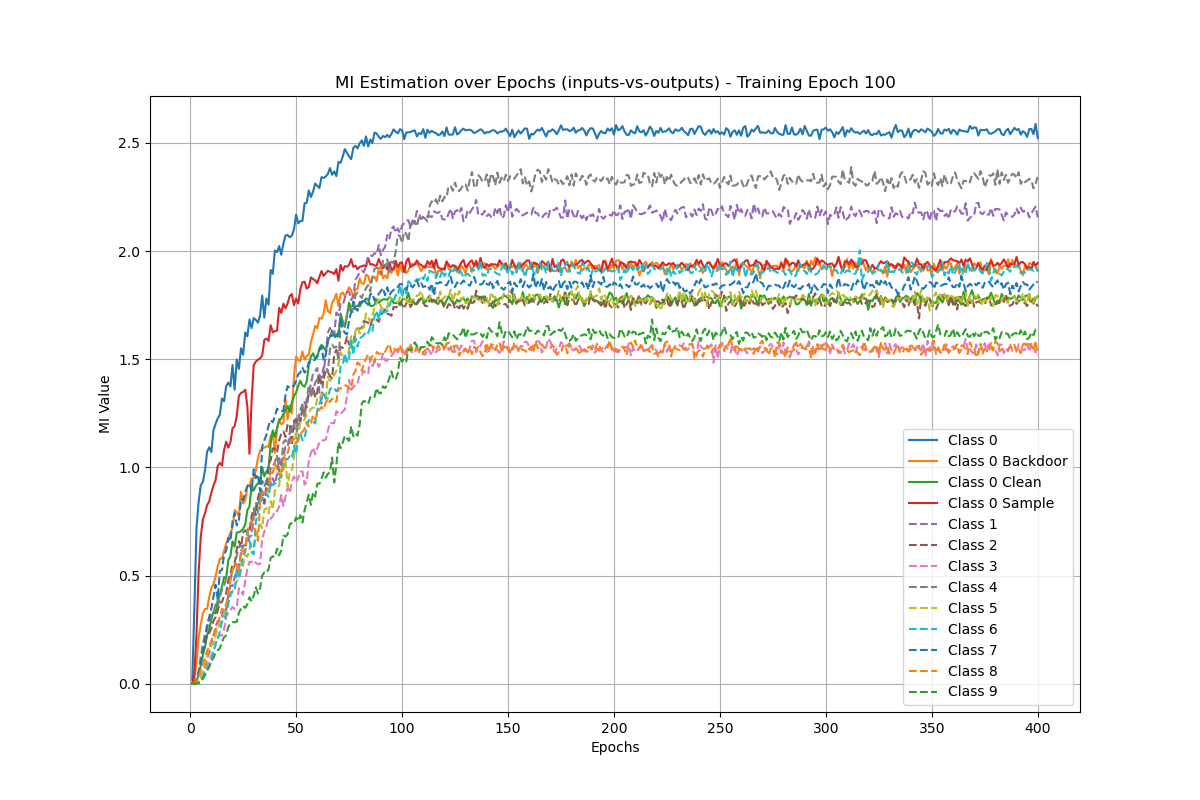 MI Estimation over Epochs (inputs-vs-outputs) - Training Epoch 100
MI Value
2.5
2.0
1.5
1.0
0.5
0.0
0 50 100 150 200 250 300 350 400
Epochs
Class 0
Class 0 Backdoor
Class 0 Clean
Class 0 Sample
Class 1
Class 2
Class 3
Class 4
Class 5
Class 6
Class 7
Class 8
Class 9